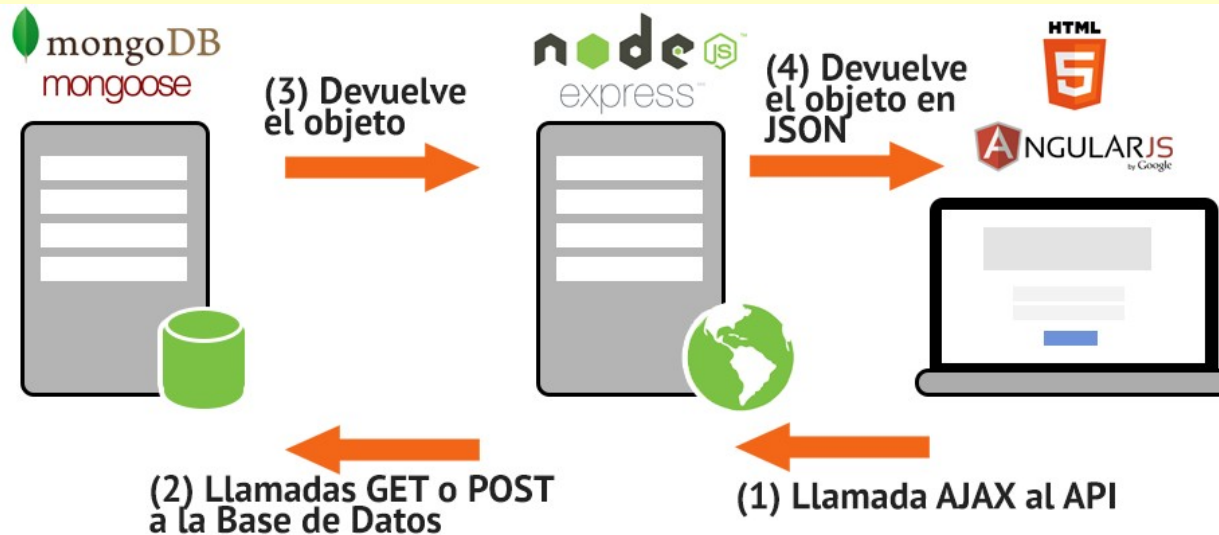 mongoDB
mongoose
(3) Devuelve
el objeto
node JS
express
(4) Devuelve
el objeto en
JSON
HTML
5
ANGULARJS
by Google
(2) Llamadas GET o POST
a la Base de Datos
(1) Llamada AJAX al API